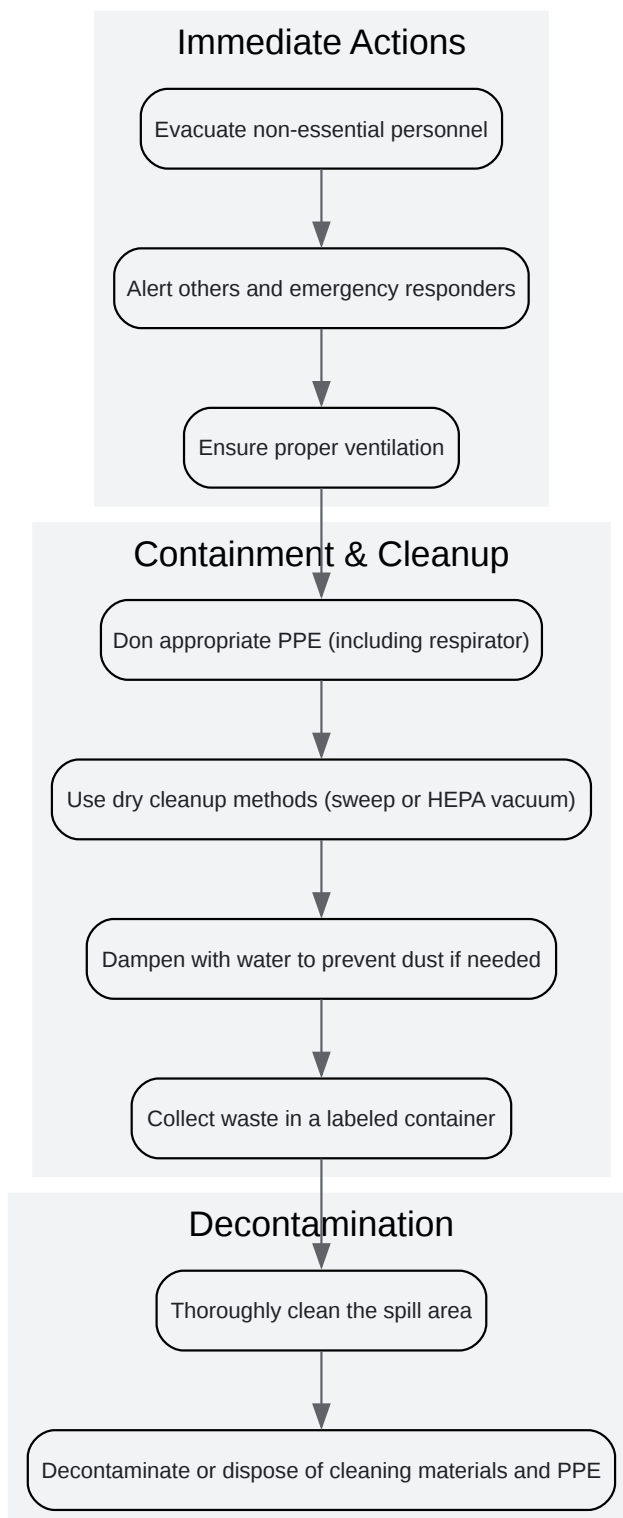 Immediate Actions
Evacuate non-essential personnel
Alert others and emergency responders
Ensure proper ventilation
Containment & Cleanup
Don appropriate PPE (including respirator)
Use dry cleanup methods (sweep or HEPA vacuum)
Dampen with water to prevent dust if needed
Collect waste in a labeled container
Decontamination
Thoroughly clean the spill area
Decontaminate or dispose of cleaning materials and PPE